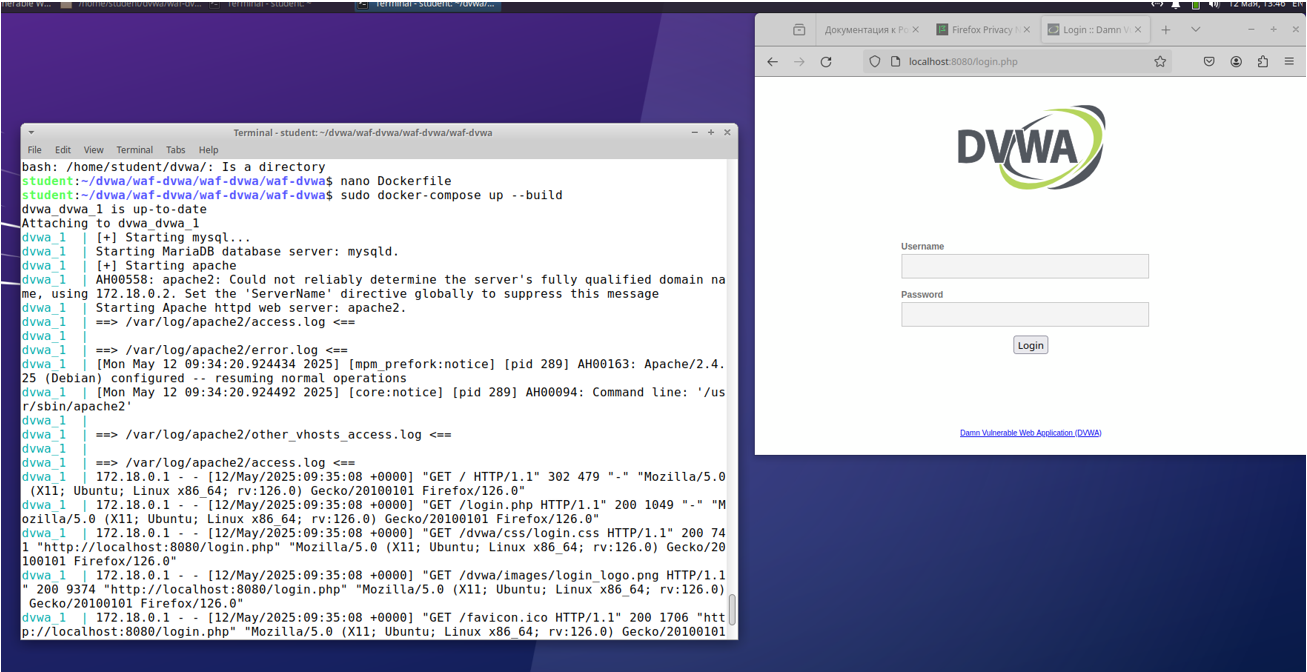 /home/student/dvwa/waf-dv...
Terminal - student: ~
Terminal - student: ~/dvwa/...
12 мая, 13:46 EN
Terminal - student: ~/dvwa/waf-dvwa/waf-dvwa/waf-dvwa
File Edit View Terminal Tabs Help
bash: /home/student/dvwa/: Is a directory
student:~/dvwa/waf-dvwa/waf-dvwa/waf-dvwa$ nano Dockerfile
student:~/dvwa/waf-dvwa/waf-dvwa/waf-dvwa$ sudo docker-compose up --build
dvwa_dvwa_1 is up-to-date
Attaching to dvwa_dvwa_1
dvwa_1 | [+] Starting mysql...
dvwa_1 | Starting MariaDB database server: mysqld.
dvwa_1 | [+] Starting apache
dvwa_1 | AH00558: apache2: Could not reliably determine the server's fully qualified domain na
me, using 172.18.0.2. Set the 'ServerName' directive globally to suppress this message
dvwa_1 | Starting Apache httpd web server: apache2.
dvwa_1 | ==> /var/log/apache2/access.log <==
dvwa_1 |
dvwa_1 | ==> /var/log/apache2/error.log <==
dvwa_1 | [Mon May 12 09:34:20.924434 2025] [mpm_prefork:notice] [pid 289] AH00163: Apache/2.4.
25 (Debian) configured -- resuming normal operations
dvwa_1 | [Mon May 12 09:34:20.924492 2025] [core:notice] [pid 289] AH00094: Command line: '/us
r/sbin/apache2'
dvwa_1 |
dvwa_1 | ==> /var/log/apache2/other_vhosts_access.log <==
dvwa_1 |
dvwa_1 | ==> /var/log/apache2/access.log <==
dvwa_1 | 172.18.0.1 - - [12/May/2025:09:35:08 +0000] "GET / HTTP/1.1" 302 479 "-" "Mozilla/5.0
(X11; Ubuntu; Linux x86_64; rv:126.0) Gecko/20100101 Firefox/126.0"
dvwa_1 | 172.18.0.1 - - [12/May/2025:09:35:08 +0000] "GET /login.php HTTP/1.1" 200 1049 "-" "M
ozilla/5.0 (X11; Ubuntu; Linux x86_64; rv:126.0) Gecko/20100101 Firefox/126.0"
dvwa_1 | 172.18.0.1 - - [12/May/2025:09:35:08 +0000] "GET /dvwa/css/login.css HTTP/1.1" 200 74
1 "http://localhost:8080/login.php" "Mozilla/5.0 (X11; Ubuntu; Linux x86_64; rv:126.0) Gecko/20
100101 Firefox/126.0"
dvwa_1 | 172.18.0.1 - - [12/May/2025:09:35:08 +0000] "GET /dvwa/images/login_logo.png HTTP/1.1
" 200 9374 "http://localhost:8080/login.php" "Mozilla/5.0 (X11; Ubuntu; Linux x86_64; rv:126.0)
Gecko/20100101 Firefox/126.0"
dvwa_1 | 172.18.0.1 - - [12/May/2025:09:35:08 +0000] "GET /favicon.ico HTTP/1.1" 200 1706 "htt
p://localhost:8080/login.php" "Mozilla/5.0 (X11; Ubuntu; Linux x86_64; rv:126.0) Gecko/20100101
Документация к Ро
Firefox Privacy N
Login :: Damn V
localhost:8080/login.php
DVWA
Username
Password
Login
Damn Vulnerable Web Application (DVWA)